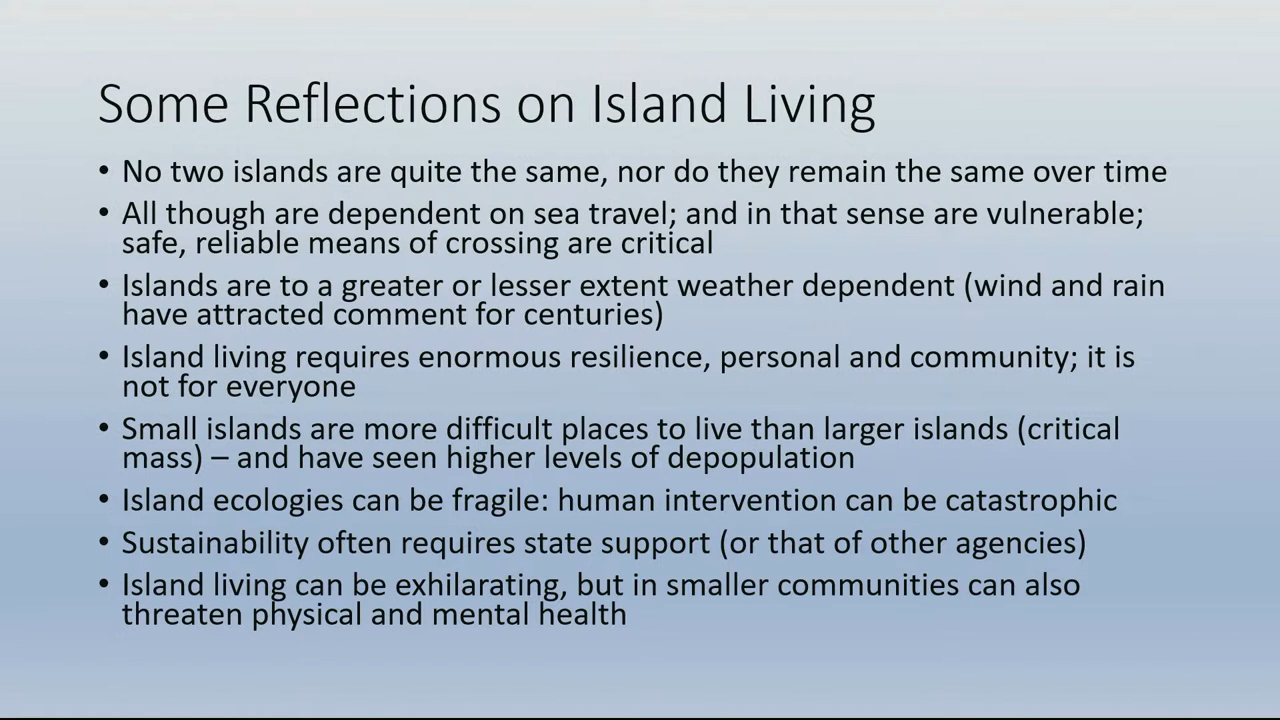 Some Reflections on Island Living
• No two islands are quite the same, nor do they remain the same over time
• All though are dependent on sea travel; and in that sense are vulnerable;
safe, reliable means of crossing are critical
• Islands are to a greater or lesser extent weather dependent (wind and rain
have attracted comment for centuries)
• Island living requires enormous resilience, personal and community; it is
not for everyone
• Small islands are more difficult places to live than larger islands (critical
mass) – and have seen higher levels of depopulation
• Island ecologies can be fragile: human intervention can be catastrophic
• Sustainability often requires state support (or that of other agencies)
• Island living can be exhilarating, but in smaller communities can also
threaten physical and mental health